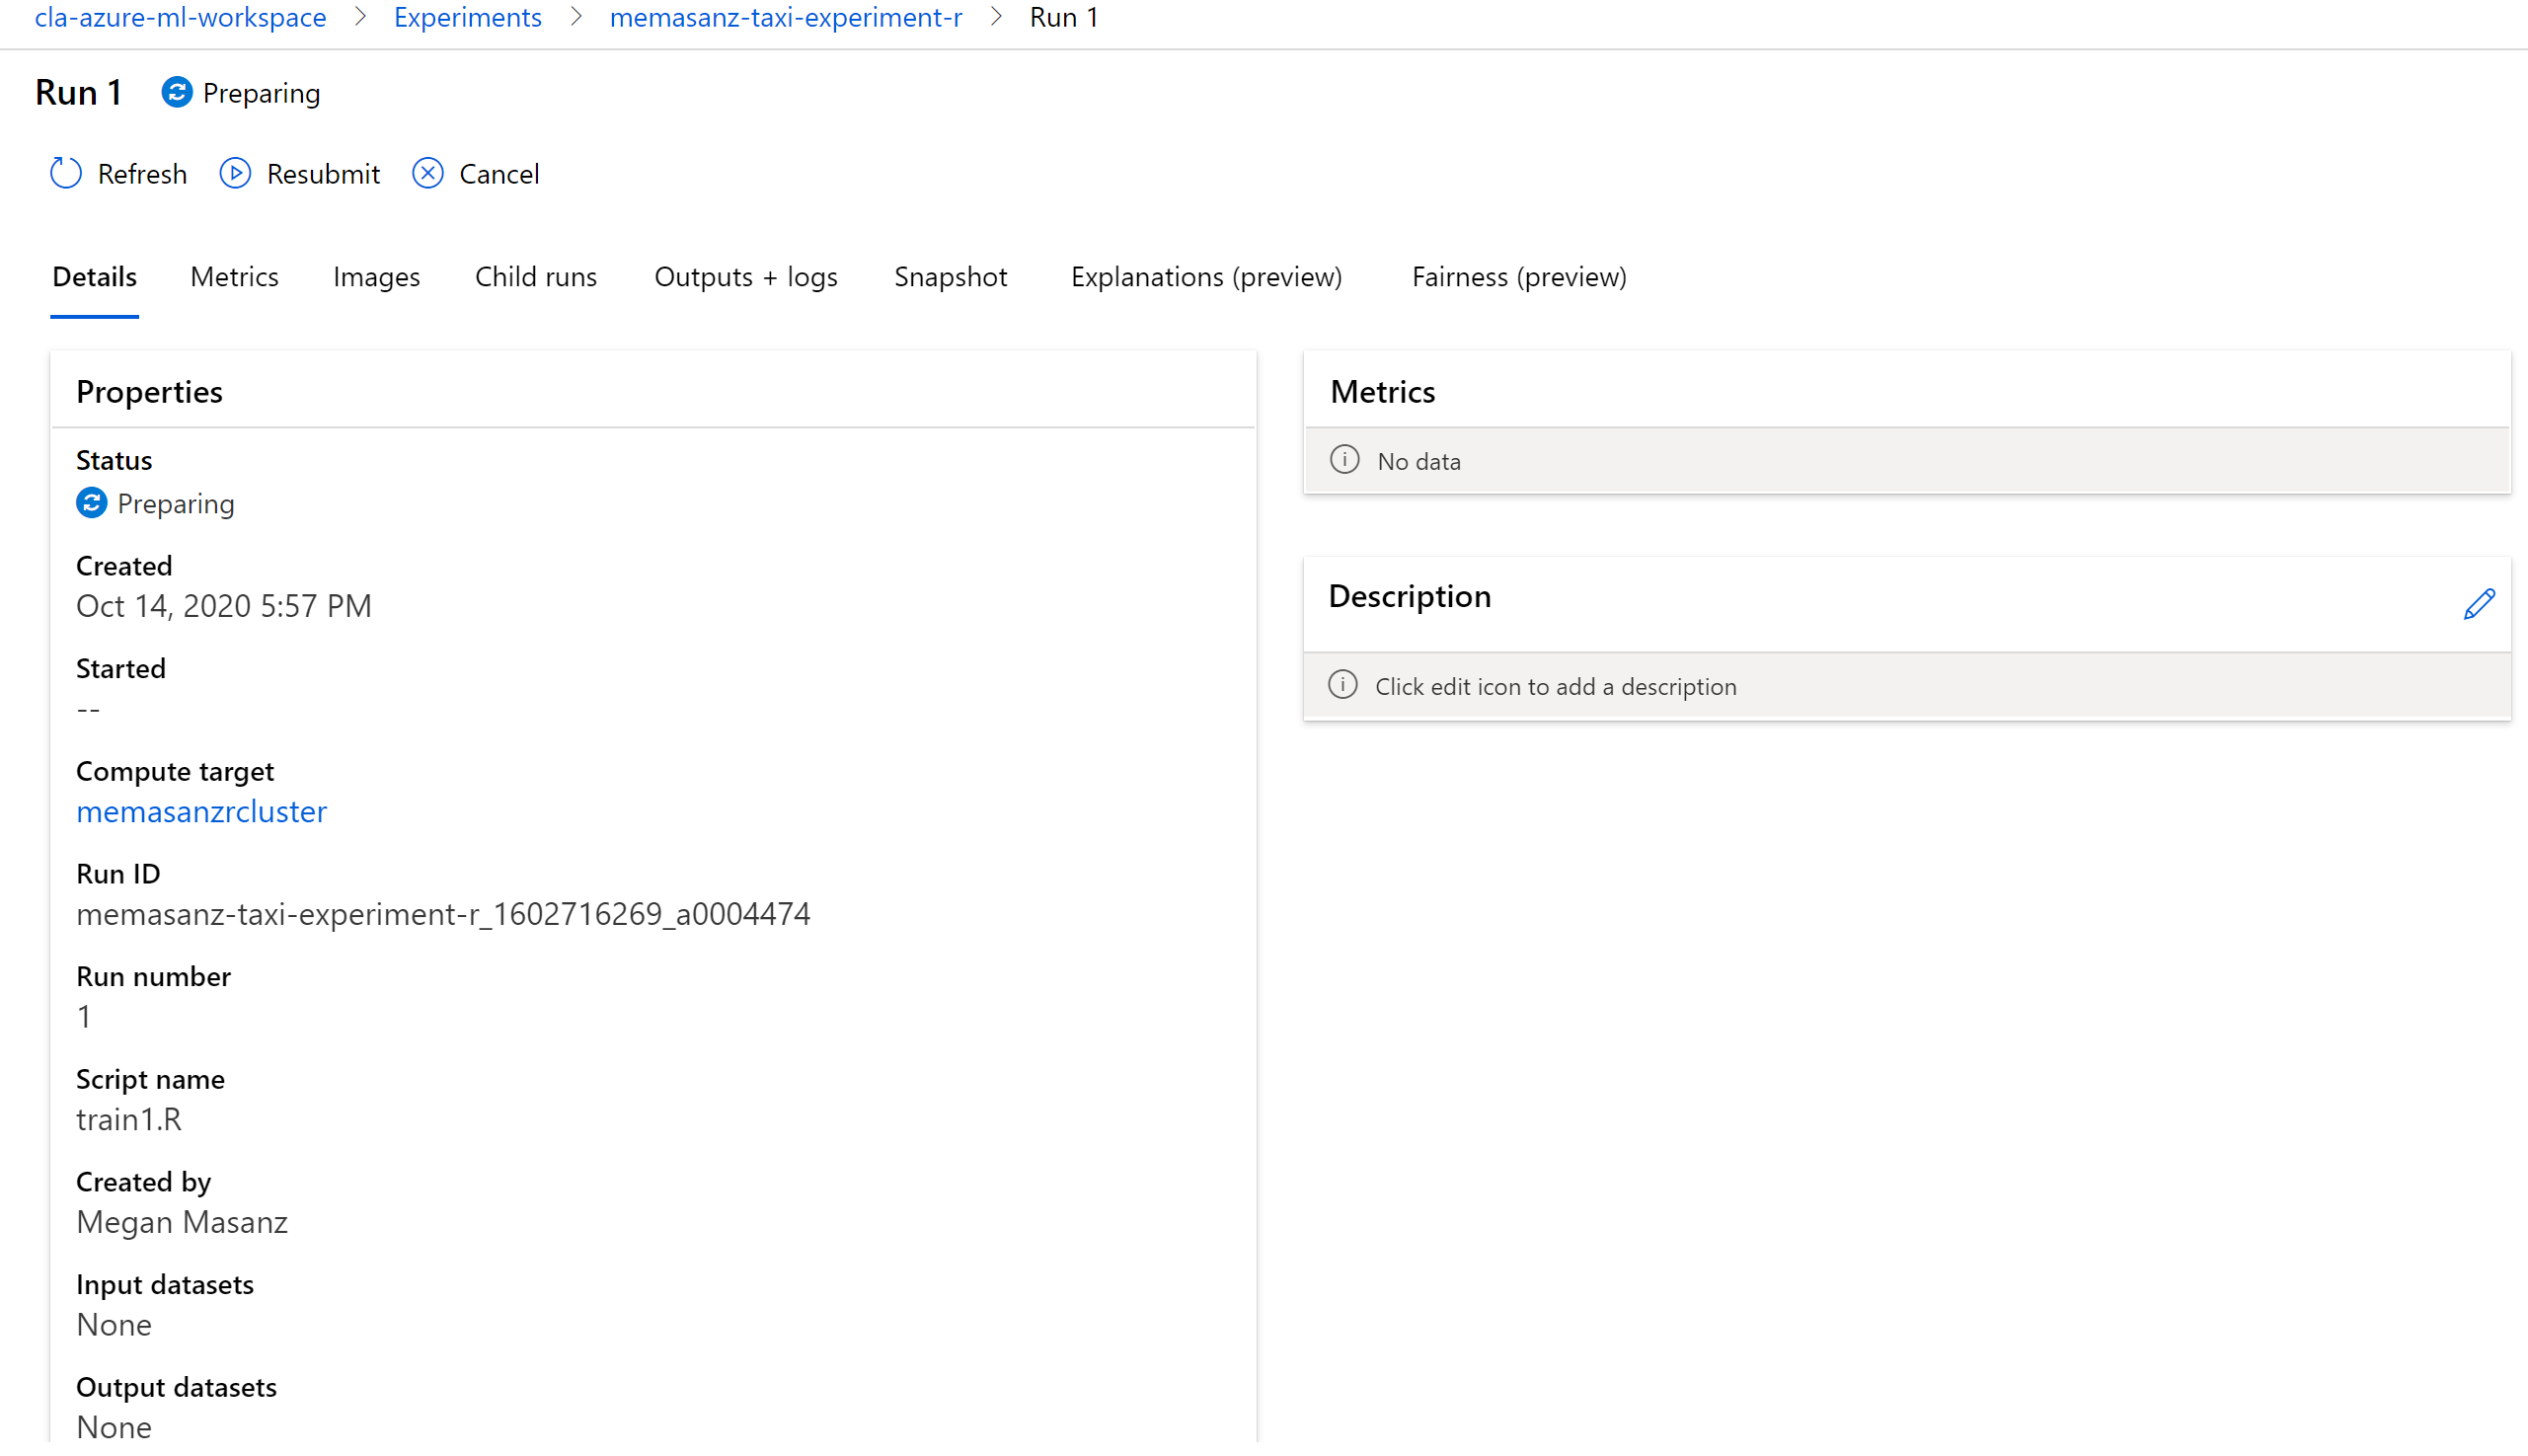 cla-azure-ml-workspace > Experiments > memasanz-taxi-experiment-r > Run 1
Run 1 Preparing
Refresh Resubmit Cancel
Details Metrics Images Child runs Outputs + logs Snapshot Explanations (preview) Fairness (preview)
Properties
Status
Preparing
Created
Oct 14, 2020 5:57 PM
Started
--
Compute target
memasanzrcluster
Run ID
memasanz-taxi-experiment-r_1602716269_a0004474
Run number
1
Script name
train1.R
Created by
Megan Masanz
Input datasets
None
Output datasets
None
Metrics
No data
Description
Click edit icon to add a description